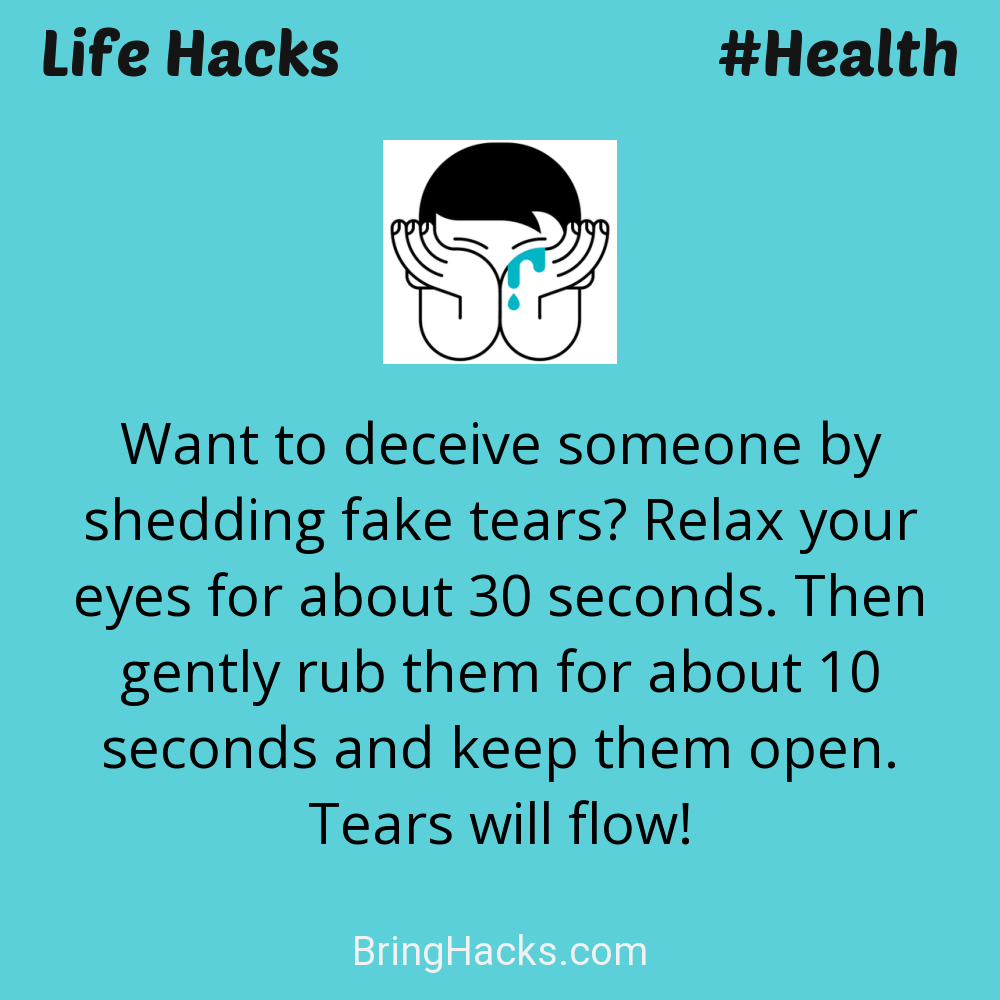 Life Hacks
#Health
Want to deceive someone by
shedding fake tears? Relax your
eyes for about 30 seconds. Then
gently rub them for about 10
seconds and keep them open.
Tears will flow!
BringHacks.com